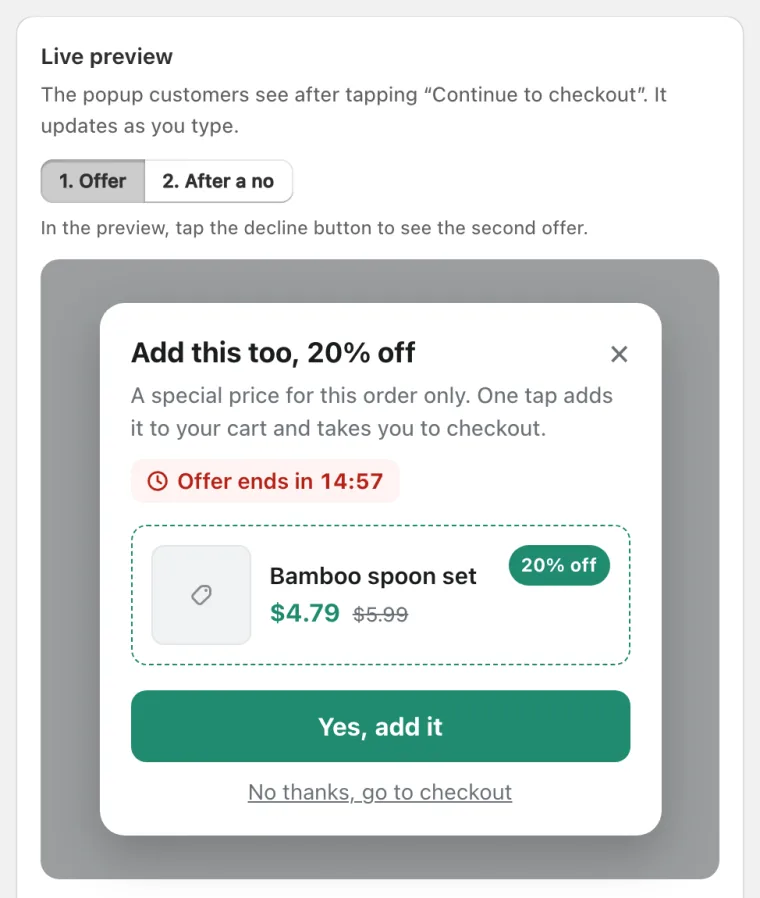 Live preview
The popup customers see after tapping “Continue to checkout”. It
updates as you type.
1. Offer
2. After a no
In the preview, tap the decline button to see the second offer.
Add this too, 20% off
A special price for this order only. One tap adds
it to your cart and takes you to checkout.
Offer ends in 14:57
20% off
Bamboo spoon set
$4.79 $5.99
Yes, add it
No thanks, go to checkout